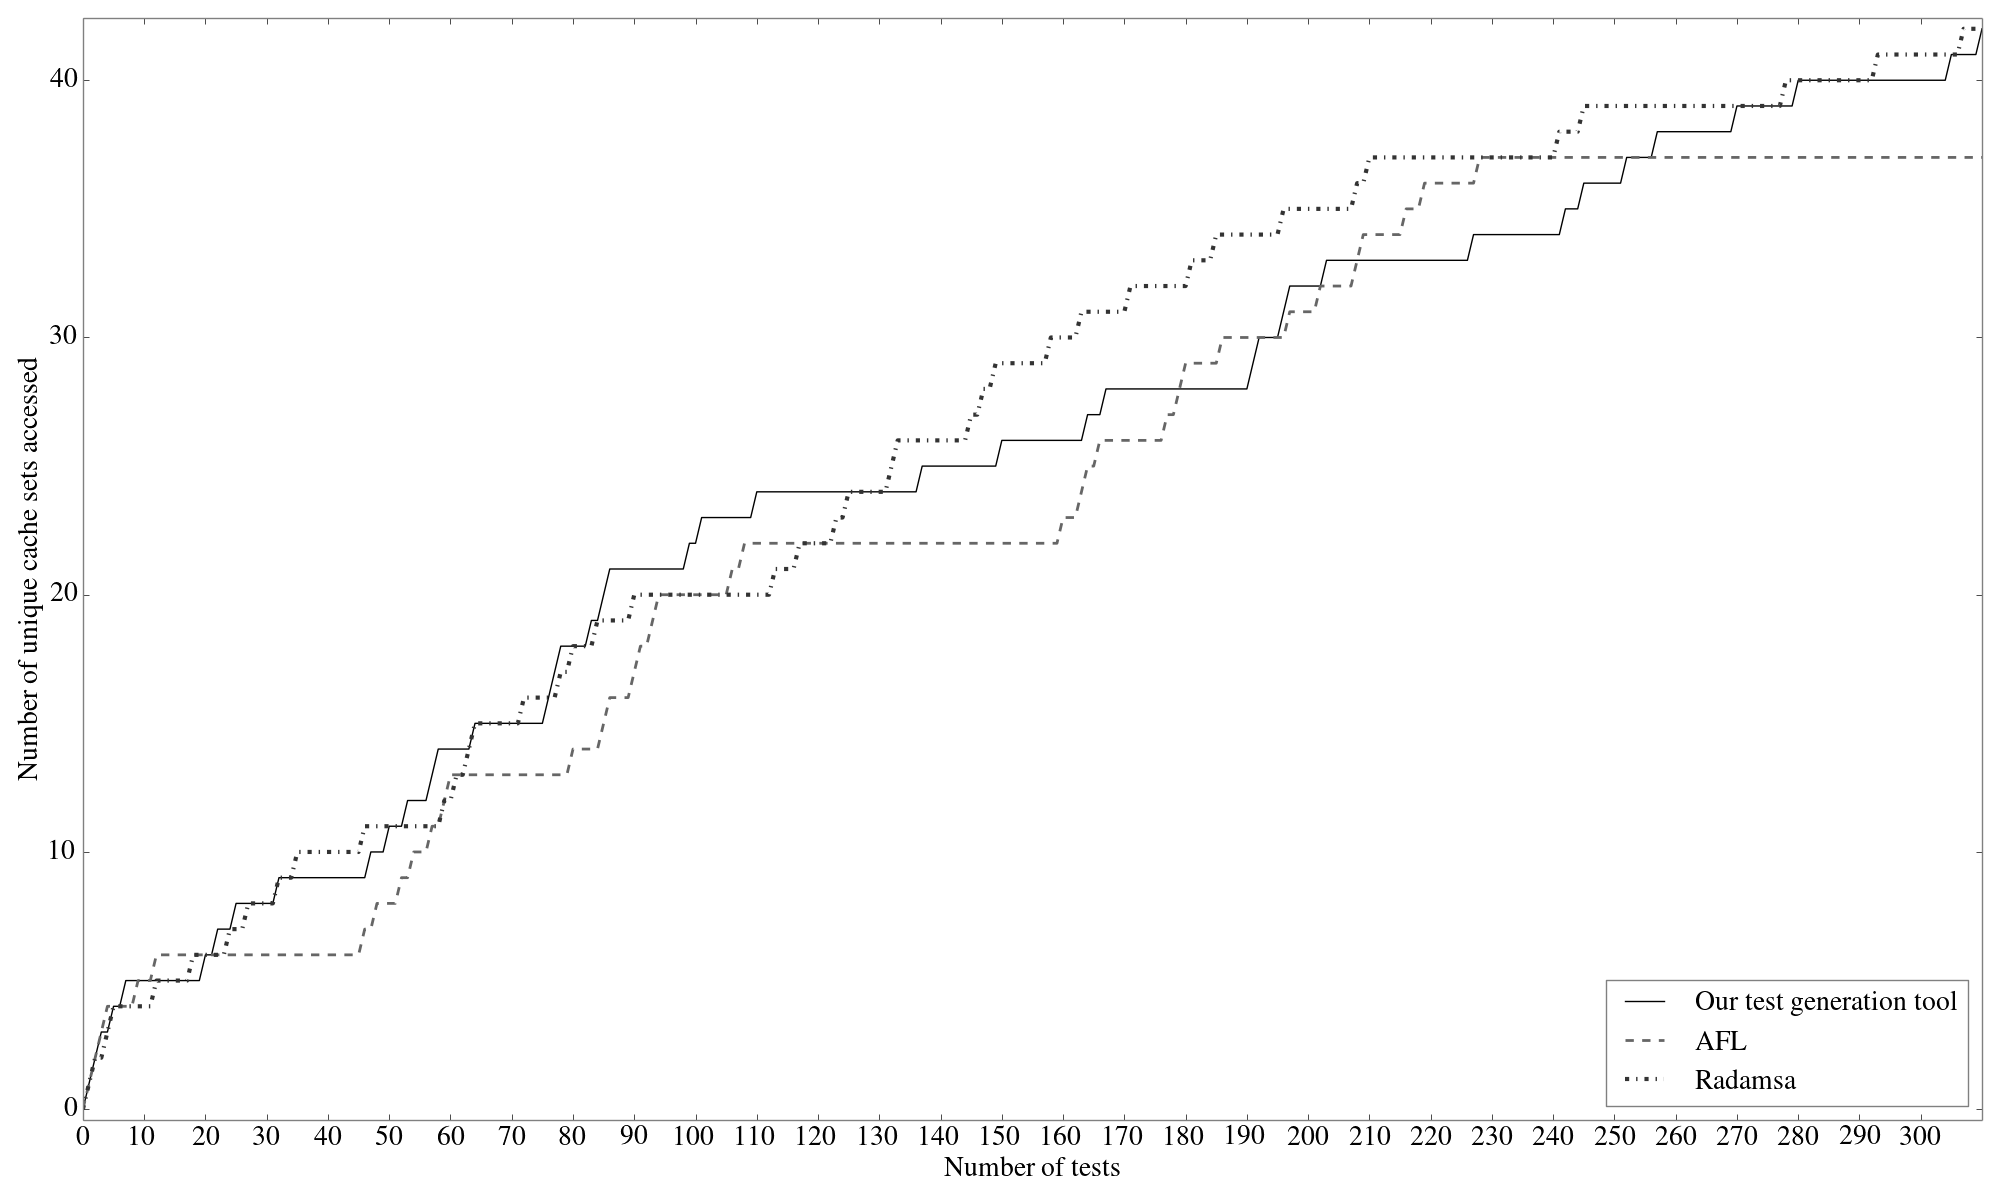 Number of unique cache sets accessed
40
30
20
10
0
0 10 20 30 40 50 60 70 80 90 100 110 120 130 140 150 160 170 180 190 200 210 220 230 240 250 260 270 280 290 300
Number of tests
Our test generation tool
AFL
Radamsa